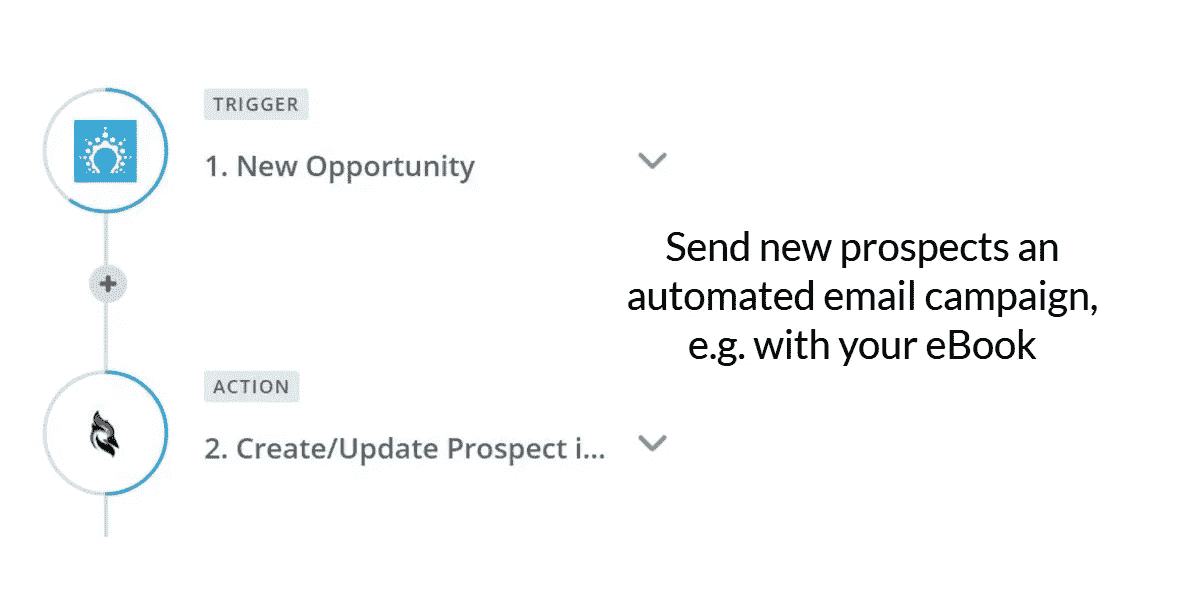 TRIGGER
1. New Opportunity
Send new prospects an
automated email campaign,
e.g. with your eBook
ACTION
2. Create/Update Prospect i...